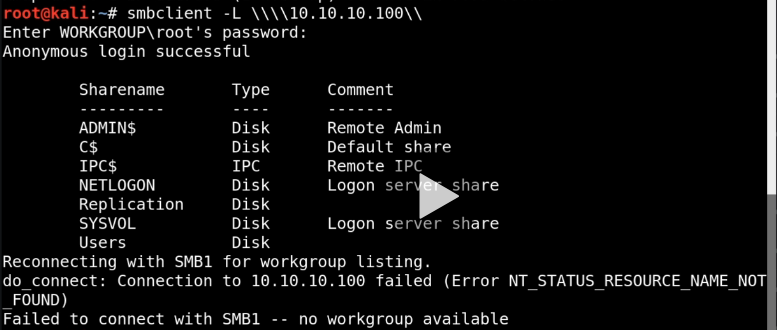 root@kali:~# smbclient -L \\\\10.10.10.100\\
Enter WORKGROUP\root's password:
Anonymous login successful
Sharename Type Comment
--------- ---- -------
ADMIN$ Disk Remote Admin
C$ Disk Default share
IPC$ IPC Remote IPC
NETLOGON Disk Logon server share
Replication Disk
SYSVOL Disk Logon server share
Users Disk
Reconnecting with SMB1 for workgroup listing.
do_connect: Connection to 10.10.10.100 failed (Error NT_STATUS_RESOURCE_NAME_NOT
_FOUND)
Failed to connect with SMB1 -- no workgroup available